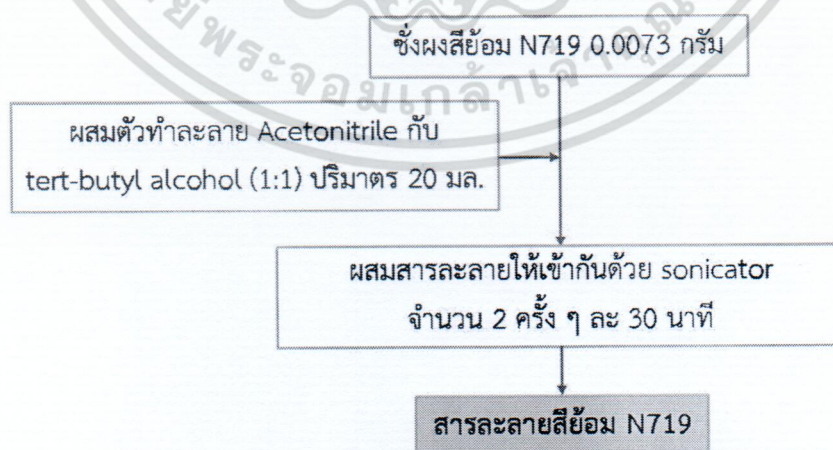 ชั่งผงสีย้อม N719 0.0073 กรัม
ผสมตัวทำละลาย Acetonitrile กับ
tert-butyl alcohol (1:1) ปริมาตร 20 มล.
ผสมสารละลายให้เข้ากันด้วย sonicator
จำนวน 2 ครั้ง ๆ ละ 30 นาที
สารละลายสีย้อม N719